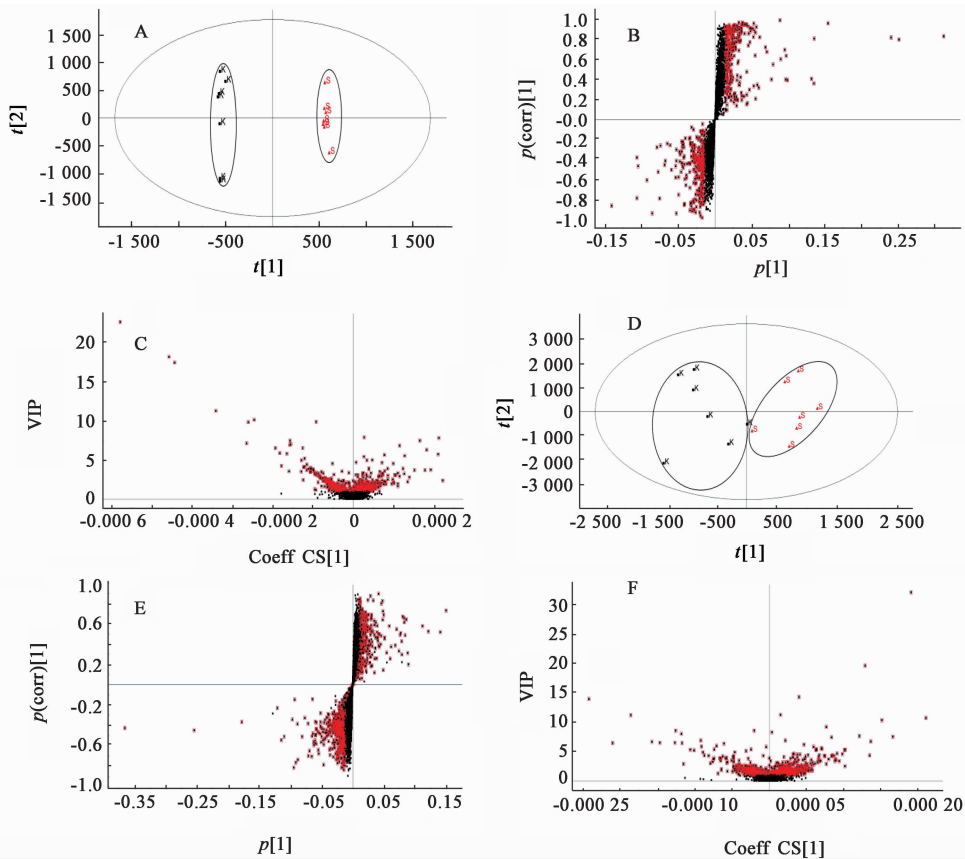 A
1 500
1 000
500
0
-500
-1 000
-1 500
t[2]
K
K
K
K
K
S
S
S
S
-1 500
-500
500
1 500
t[1]
B
1.0
0.8
0.6
0.4
0.2
-0.0
-0.2
-0.4
-0.6
-0.8
-1.0
p(corr)[1]
-0.15
-0.05
0.05
0.15
0.25
p[1]
C
20
15
10
5
0
VIP
-0.000 6
-0.000 4
-0.000 2
0
0.000 2
Coeff CS[1]
D
3 000
2 000
1 000
0
-1 000
-2 000
-3 000
t[2]
K
K
K
K
K
K
K
S
S
S
S
S
S
S
-2 500
-1 500
-500
500
1 500
2 500
t[1]
E
1.0
0.6
0.2
-0.2
-0.6
-1.0
p(corr)[1]
-0.35
-0.25
-0.15
-0.05
0.05
0.15
p[1]
F
30
25
20
15
10
5
0
VIP
-0.000 25
-0.000 10
0.000 05
0.000 20
Coeff CS[1]